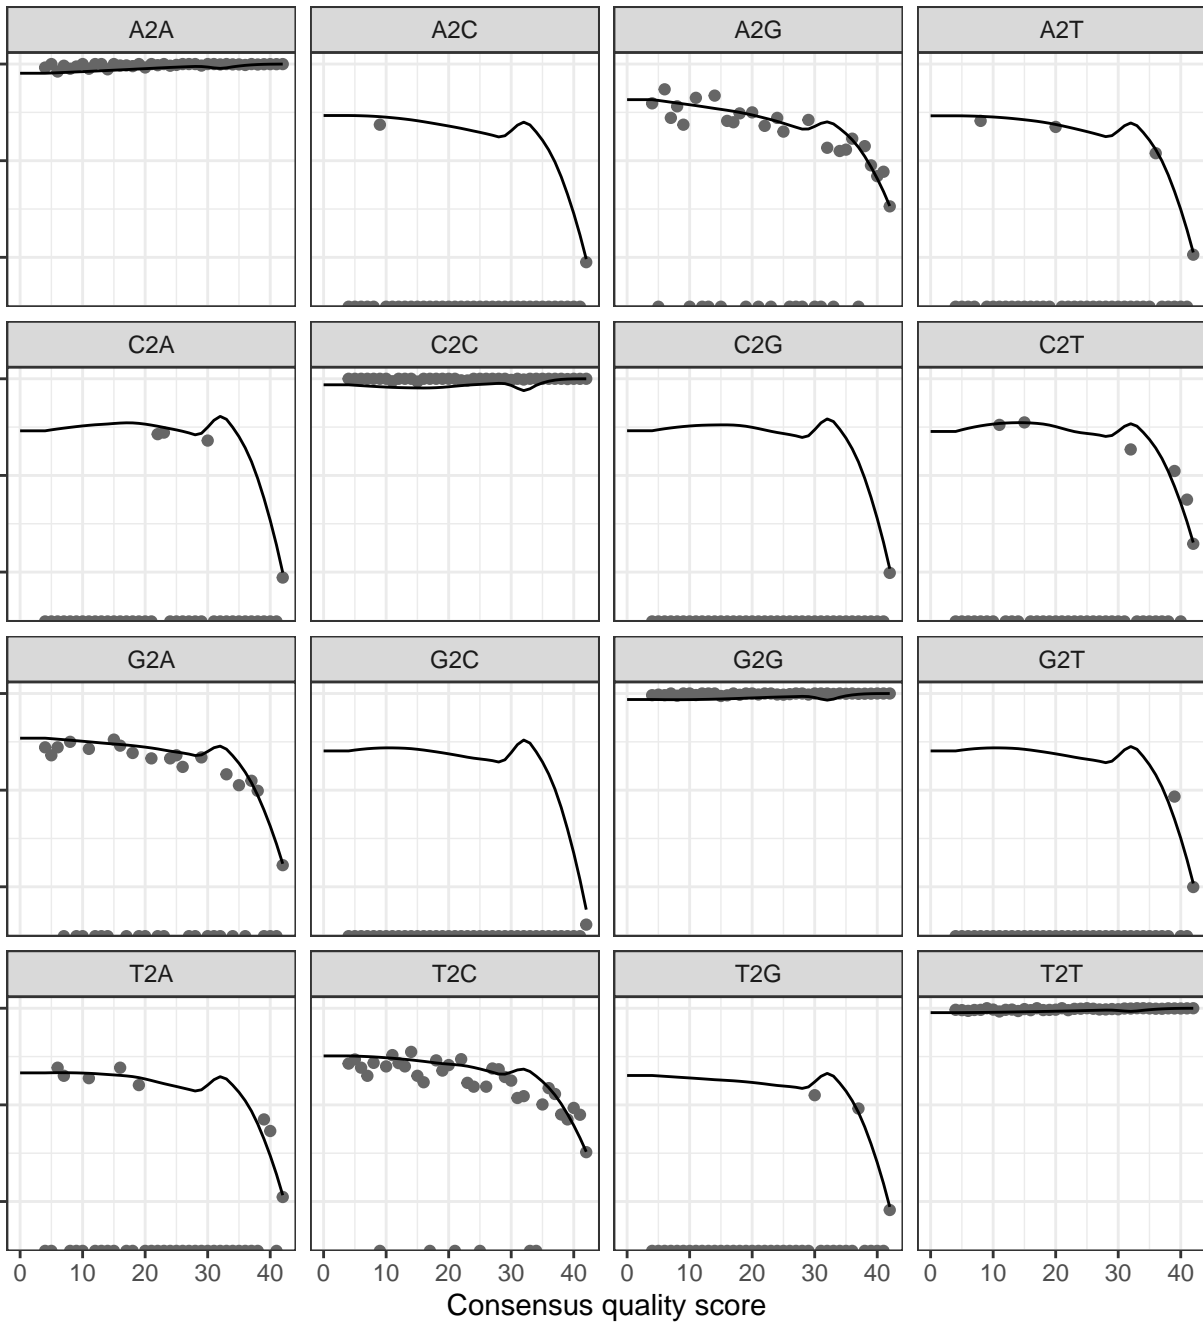 A2A A2C A2G A2T
C2A C2C C2G C2T
G2A G2C G2G G2T
T2A T2C T2G T2T
0 10 20 30 40 0 10 20 30 40 0 10 20 30 40 0 10 20 30 40
Consensus quality score